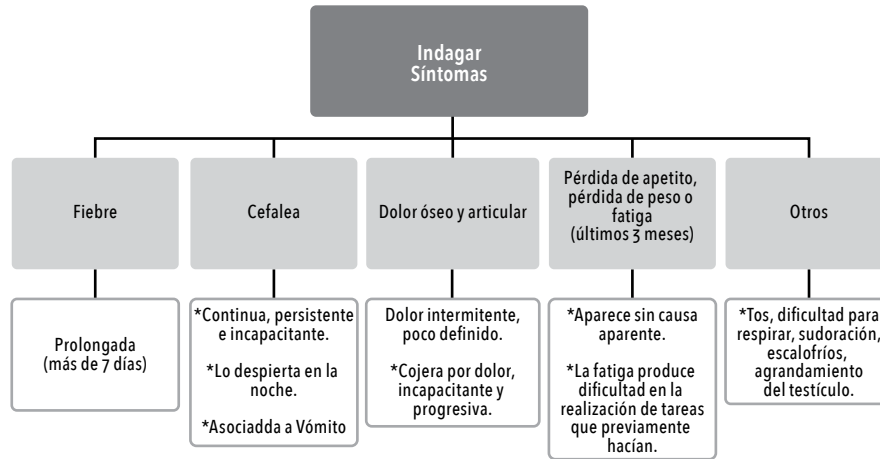 Indagar
Síntomas
Fiebre
Cefalea
Dolor óseo y articular
Pérdida de apetito,
pérdida de peso o
fatiga
(últimos 3 meses)
Otros
Prolongada
(más de 7 días)
*Continua, persistente
e incapacitante.
*Lo despierta en la
noche.
*Asociadda a Vómito
Dolor intermitente,
poco definido.
*Cojera por dolor,
incapacitante y
progresiva.
*Aparece sin causa
aparente.
*La fatiga produce
dificultad en la
realización de tareas
que previamente
hacían.
*Tos, dificultad para
respirar, sudoración,
escalofríos,
agrandamiento
del testículo.